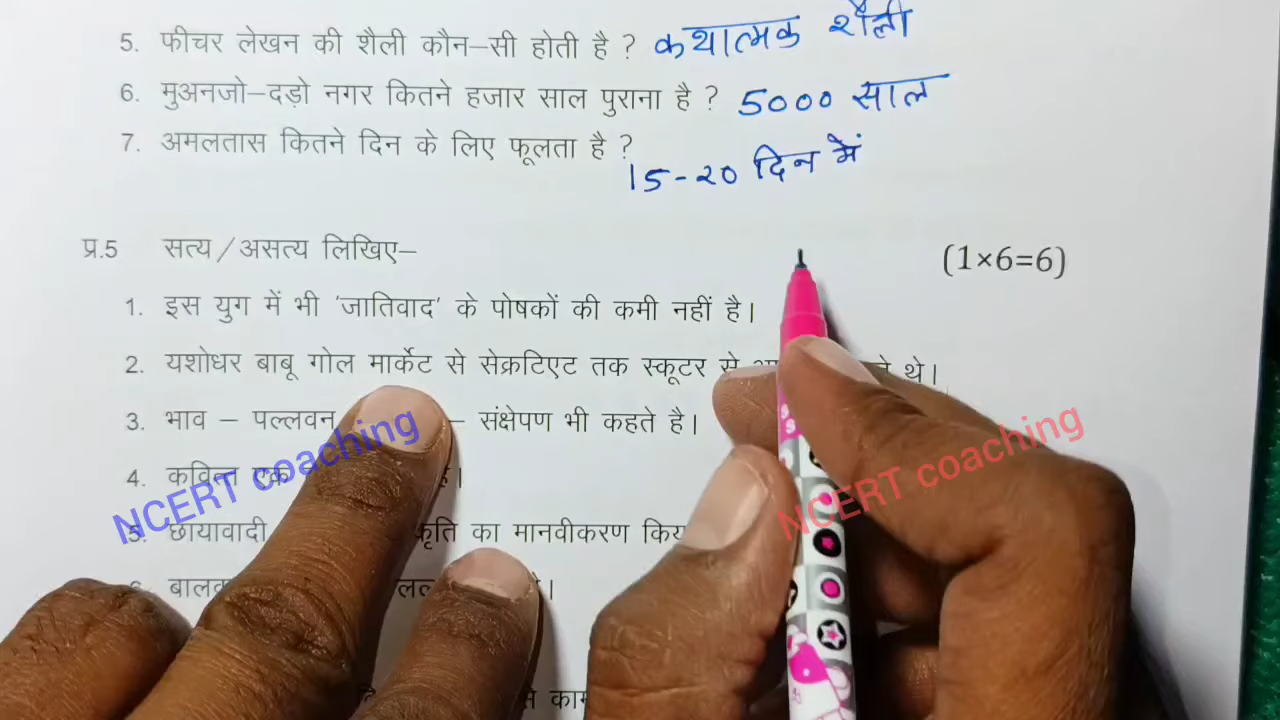 5. फीचर लेखन की शैली कौन–सी होती है ? कथात्मक शैली
6. मुअनजो–दड़ो नगर कितने हजार साल पुराना है ? 5000 साल
7. अमलतास कितने दिन के लिए फूलता है ?
15-20 दिन में
प्र.5 सत्य/असत्य लिखिए– (1×6=6)
1. इस युग में भी 'जातिवाद' के पोषकों की कमी नहीं है।
2. यशोधर बाबू गोल मार्केट से सेक्रटिएट तक स्कूटर से थे।
3. भाव – पल्लवन – संक्षेपण भी कहते है।
4. कवित्त एक है।
5. छायावादी का मानवीकरण
6.
NCERT coaching
NCERT coaching